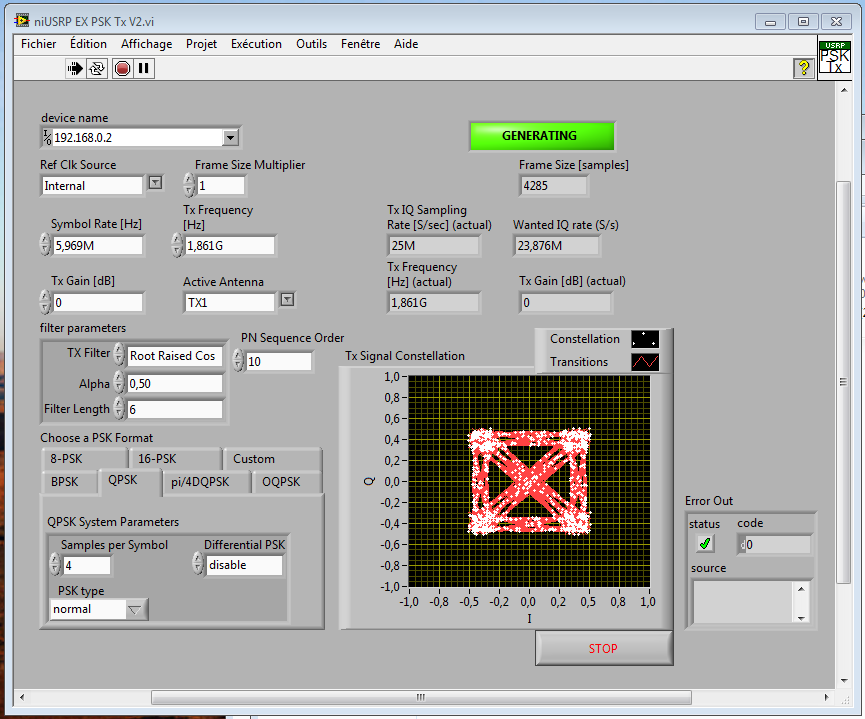 niUSRP EX PSK Tx V2.vi
Fichier Édition Affichage Projet Exécution Outils Fenêtre Aide
USRP
PSK
Tx
?
device name
I/0 192.168.0.2
GENERATING
Ref Clk Source Frame Size Multiplier Frame Size [samples]
Internal 1 4285
Symbol Rate [Hz] Tx Frequency [Hz] Tx IQ Sampling Rate [S/sec] (actual) Wanted IQ rate (S/s)
5,969M 1,861G 25M 23,876M
Tx Gain [dB] Active Antenna Tx Frequency [Hz] (actual) Tx Gain [dB] (actual)
0 TX1 1,861G 0
filter parameters
TX Filter Root Raised Cos
Alpha 0,50
Filter Length 6
PN Sequence Order
10
Tx Signal Constellation
Constellation
Transitions
Choose a PSK Format
8-PSK 16-PSK Custom
BPSK QPSK pi/4DQPSK OQPSK
QPSK System Parameters
Samples per Symbol Differential PSK
4 disable
PSK type
normal
1,0
0,8
0,6
0,4
0,2
0,0
-0,2
-0,4
-0,6
-0,8
-1,0
Q
-1,0 -0,8 -0,5 -0,2 0,0 0,2 0,5 0,8 1,0
I
Error Out
status code
0
source
STOP